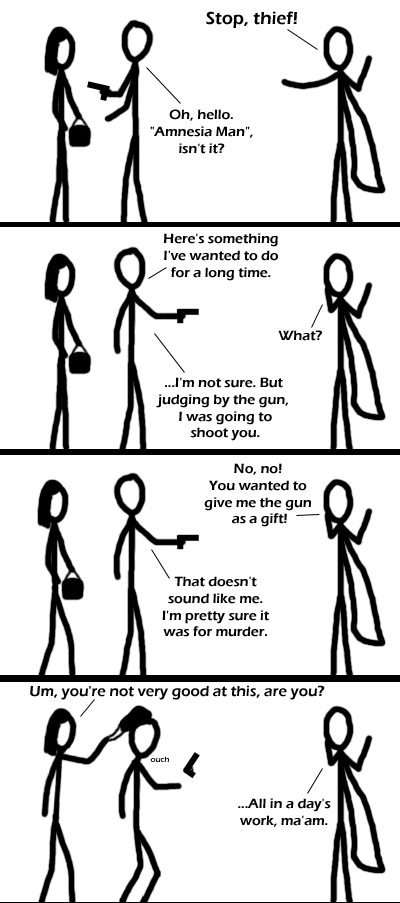 Stop, thief!
Oh, hello.
"Amnesia Man",
isn't it?
Here's something
I've wanted to do
for a long time.
What?
...I'm not sure. But
judging by the gun,
I was going to
shoot you.
No, no!
You wanted to
give me the gun
as a gift!
That doesn't
sound like me.
I'm pretty sure it
was for murder.
Um, you're not very good at this, are you?
ouch
...All in a day's
work, ma'am.